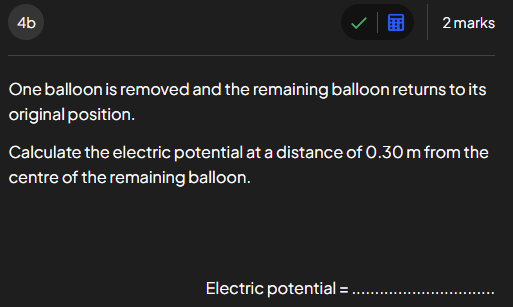 4b
2 marks
One balloon is removed and the remaining balloon returns to its
original position.
Calculate the electric potential at a distance of 0.30 m from the
centre of the remaining balloon.
Electric potential = ................................